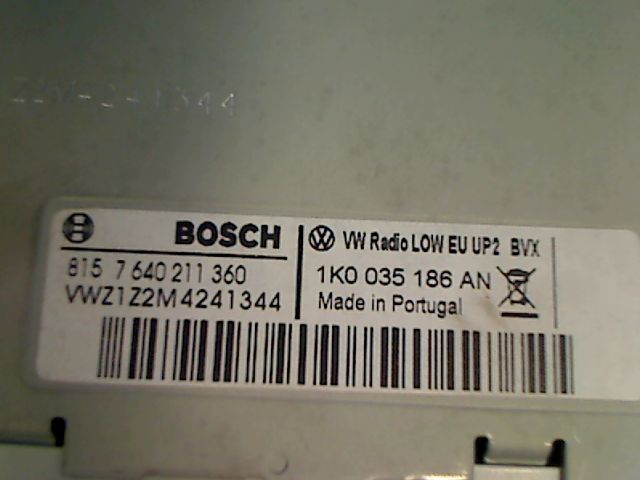 BOSCH
815 7 640 211 360
VWZ1Z2M4241344
VW Radio LOW EU UP2 BVX
1K0 035 186 AN
Made in Portugal